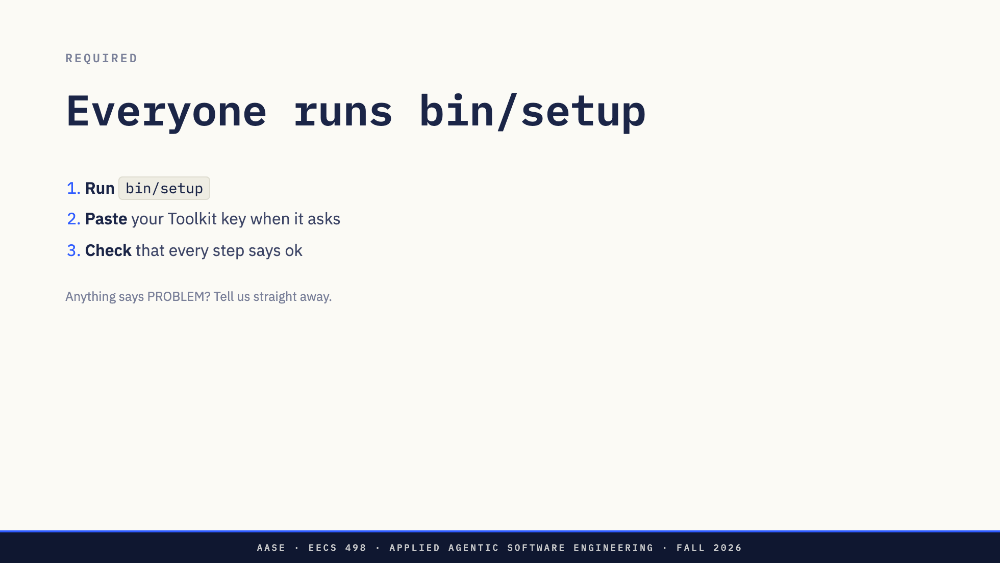 REQUIRED
Everyone runs bin/setup
1. Run bin/setup
2. Paste your Toolkit key when it asks
3. Check that every step says ok
Anything says PROBLEM? Tell us straight away.
AASE · EECS 498 · APPLIED AGENTIC SOFTWARE ENGINEERING · FALL 2026